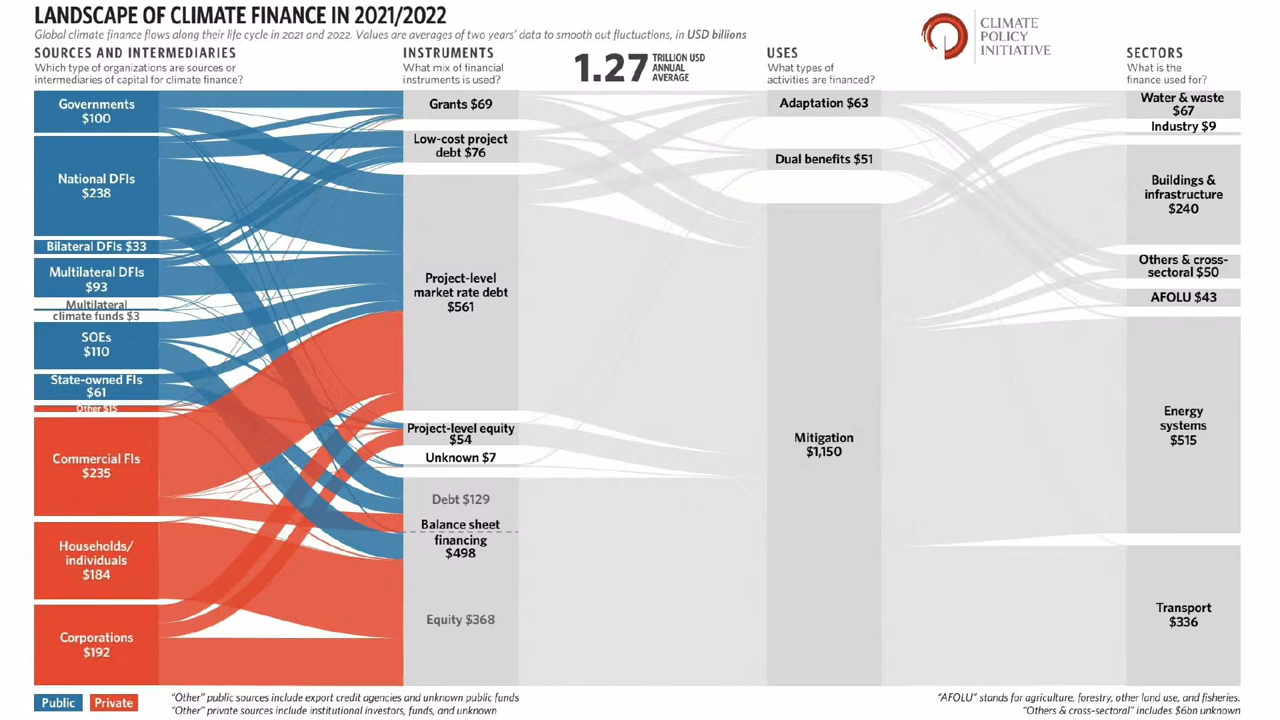 LANDSCAPE OF CLIMATE FINANCE IN 2021/2022
Global climate finance flows along their life cycle in 2021 and 2022. Values are averages of two years' data to smooth out fluctuations, in USD billions
CLIMATE
POLICY
INITIATIVE
SOURCES AND INTERMEDIARIES
Which type of organizations are sources or
intermediaries of capital for climate finance?
INSTRUMENTS
What mix of financial
instruments is used?
1.27 TRILLION USD
ANNUAL
AVERAGE
USES
What types of
activities are financed?
SECTORS
What is the
finance used for?
Governments
$100
National DFIs
$238
Bilateral DFIs $33
Multilateral DFIs
$93
Multilateral
climate funds $3
SOEs
$110
State-owned FIs
$61
Other $15
Commercial FIs
$235
Households/
individuals
$184
Corporations
$192
Grants $69
Low-cost project
debt $76
Project-level
market rate debt
$561
Project-level equity
$54
Unknown $7
Debt $129
Balance sheet
financing
$498
Equity $368
Adaptation $63
Dual benefits $51
Mitigation
$1,150
Water & waste
$67
Industry $9
Buildings &
infrastructure
$240
Others & cross-
sectoral $50
AFOLU $43
Energy
systems
$515
Transport
$336
Public
Private
"Other" public sources include export credit agencies and unknown public funds
"Other" private sources include institutional investors, funds, and unknown
"AFOLU" stands for agriculture, forestry, other land use, and fisheries.
"Others & cross-sectoral" includes $6bn unknown